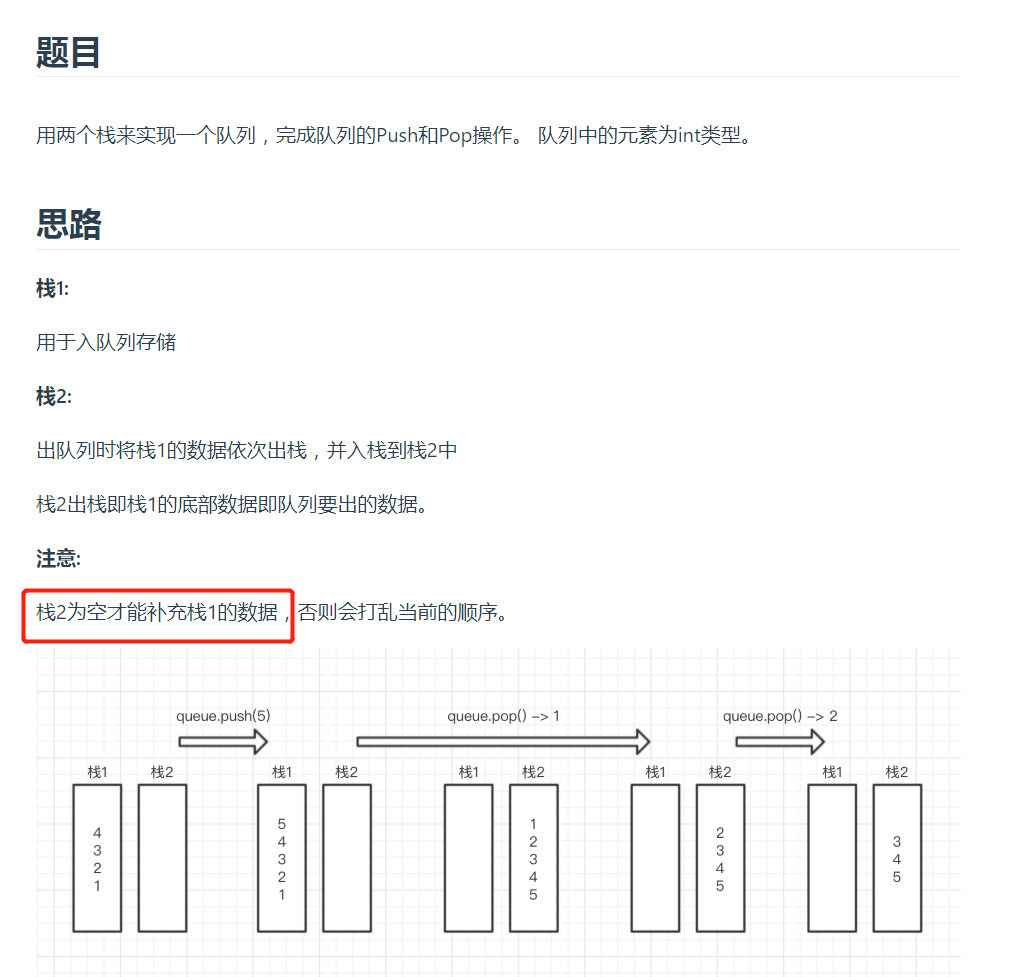 题目
用两个栈来实现一个队列，完成队列的Push和Pop操作。 队列中的元素为int类型。
思路
栈1:
用于入队列存储
栈2:
出队列时将栈1的数据依次出栈，并入栈到栈2中
栈2出栈即栈1的底部数据即队列要出的数据。
注意:
栈2为空才能补充栈1的数据，否则会打乱当前的顺序。
queue.push(5)
queue.pop() -> 1
queue.pop() -> 2
栈1 栈2
4
3
2
1
栈1 栈2
5
4
3
2
1
栈1 栈2
1
2
3
4
5
栈1 栈2
2
3
4
5
栈1 栈2
3
4
5